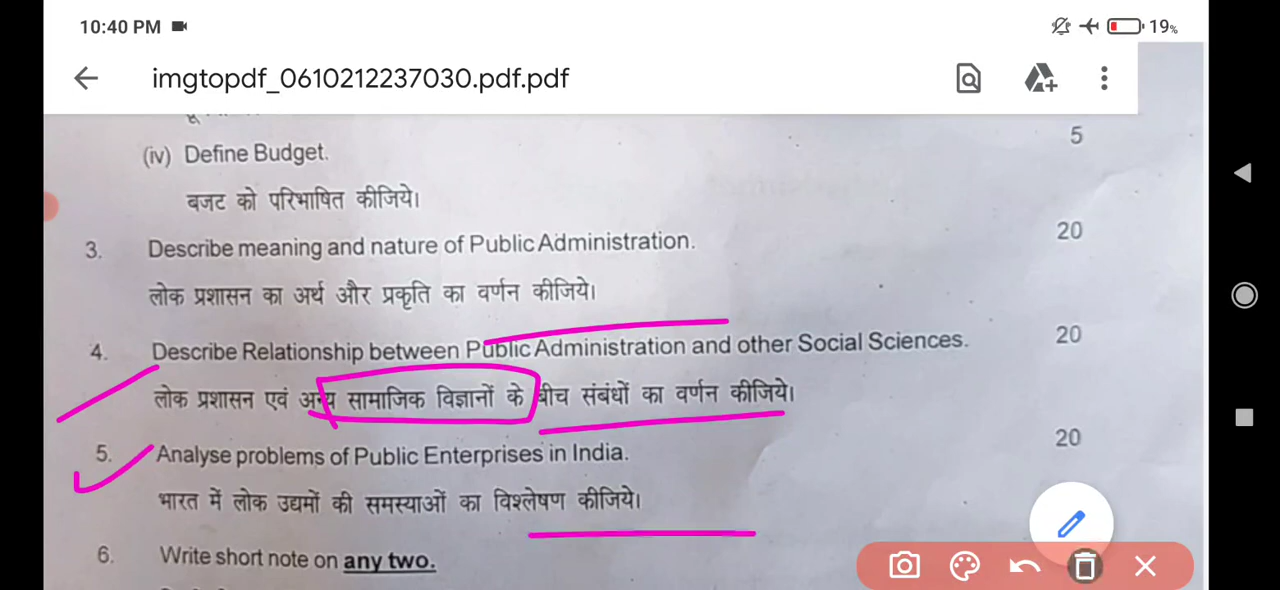 10:40 PM
19%
imgtopdf_0610212237030.pdf.pdf
5
(iv) Define Budget.
बजट को परिभाषित कीजिये।
3. Describe meaning and nature of Public Administration. 20
लोक प्रशासन का अर्थ और प्रकृति का वर्णन कीजिये।
4. Describe Relationship between Public Administration and other Social Sciences. 20
लोक प्रशासन एवं अन्य सामाजिक विज्ञानों के बीच संबंधों का वर्णन कीजिये।
5. Analyse problems of Public Enterprises in India. 20
भारत में लोक उद्यमों की समस्याओं का विश्लेषण कीजिये।
6. Write short note on any two.